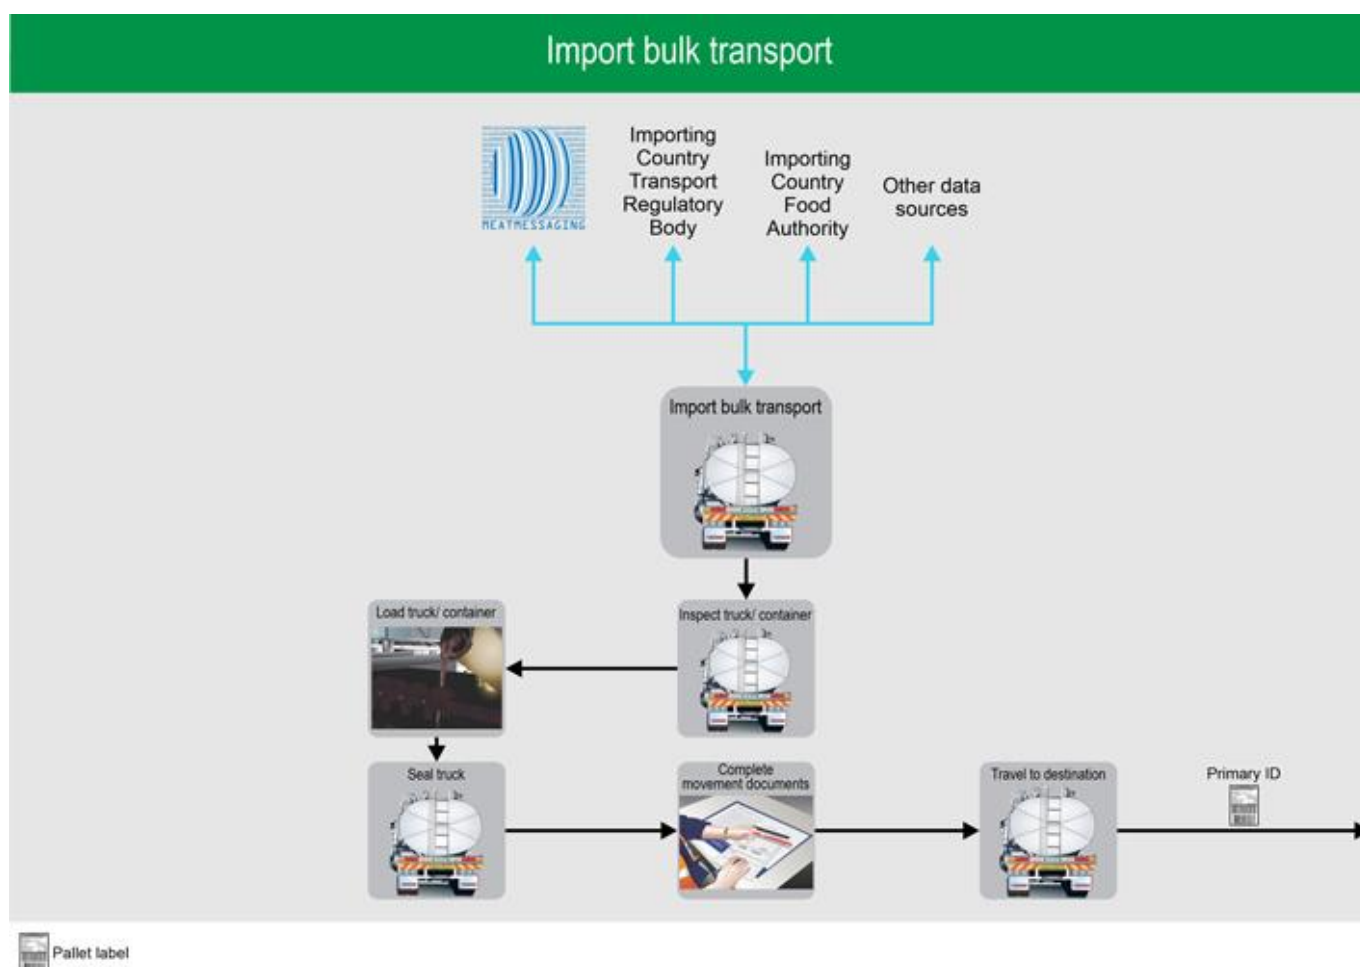 Import bulk transport
MEATMESSAGING
Importing
Country
Transport
Regulatory
Body
Importing
Country
Food
Authority
Other data
sources
Import bulk transport
Load truck/ container
Inspect truck/ container
Seal truck
Complete
movement documents
Travel to destination
Primary ID
Pallet label